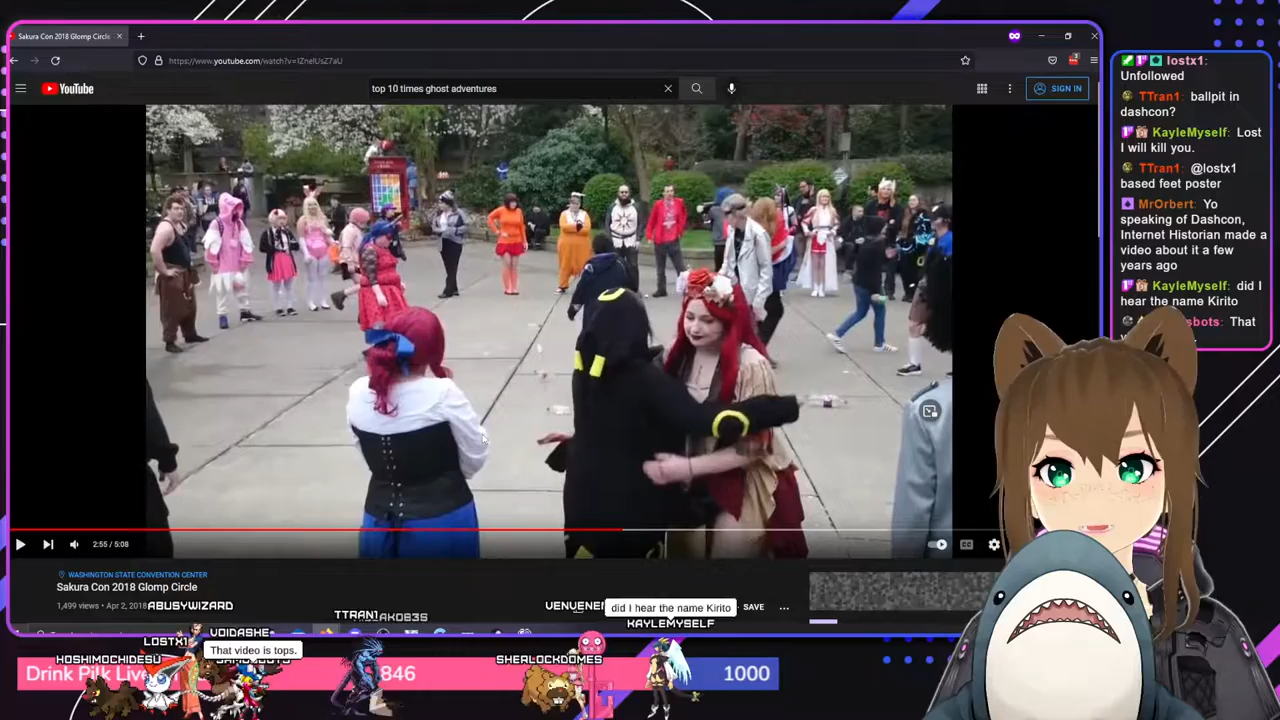 Sakura Con 2018 Glomp Circle
https://www.youtube.com/watch?v=IZnelUsZ7aU
YouTube
top 10 times ghost adventures
SIGN IN
2:55 / 5:08
WASHINGTON STATE CONVENTION CENTER
Sakura Con 2018 Glomp Circle
1,499 views • Apr 2, 2018
SAVE
lostx1:
Unfollowed
TTran1: ballpit in
dashcon?
KayleMyself: Lost
I will kill you.
TTran1: @lostx1
based feet poster
MrOrbert: Yo
speaking of Dashcon,
Internet Historian made a
video about it a few
years ago
KayleMyself: did I
hear the name Kirito
sbots: That
ABUSYWIZARD
TTRAN1
did I hear the name Kirito
KAYLEMYSELF
VOIDASHE
LOSTX1
That video is tops.
HOSHIMOCHIDESU
SHERLOCKDOMES
Drink Pilk Live
846
1000